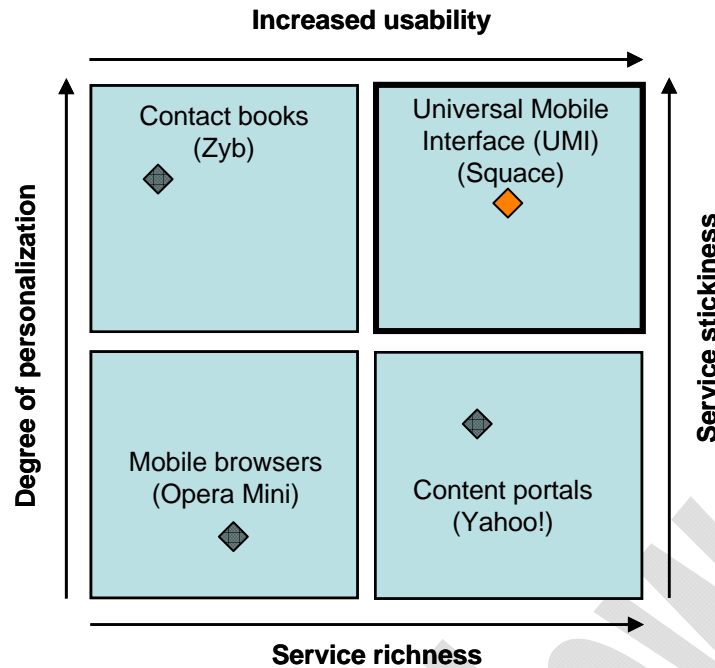 Increased usability
Contact books
(Zyb)
Universal Mobile
Interface (UMI)
(Squace)
Degree of personalization
Service stickiness
Mobile browsers
(Opera Mini)
Content portals
(Yahoo!)
Service richness